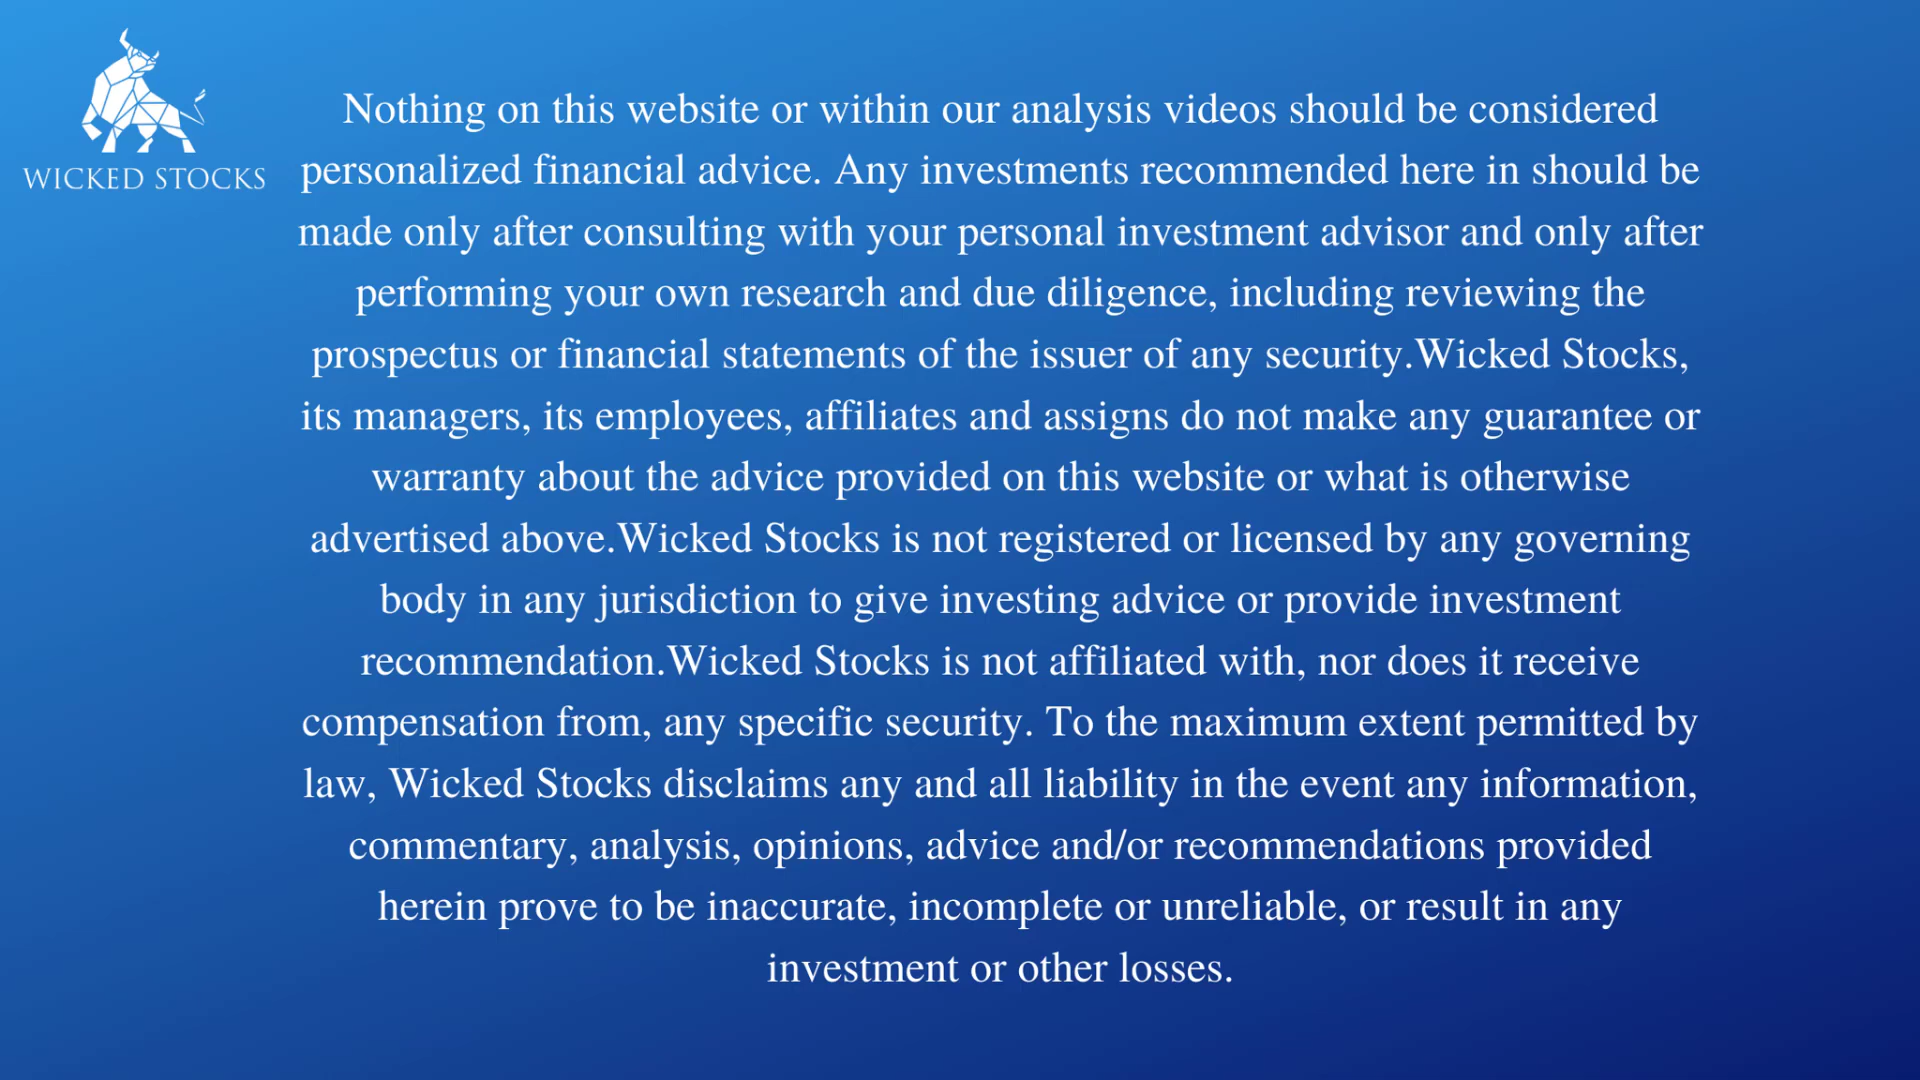 WICKED STOCKS
Nothing on this website or within our analysis videos should be considered
personalized financial advice. Any investments recommended here in should be
made only after consulting with your personal investment advisor and only after
performing your own research and due diligence, including reviewing the
prospectus or financial statements of the issuer of any security.Wicked Stocks,
its managers, its employees, affiliates and assigns do not make any guarantee or
warranty about the advice provided on this website or what is otherwise
advertised above.Wicked Stocks is not registered or licensed by any governing
body in any jurisdiction to give investing advice or provide investment
recommendation.Wicked Stocks is not affiliated with, nor does it receive
compensation from, any specific security. To the maximum extent permitted by
law, Wicked Stocks disclaims any and all liability in the event any information,
commentary, analysis, opinions, advice and/or recommendations provided
herein prove to be inaccurate, incomplete or unreliable, or result in any
investment or other losses.